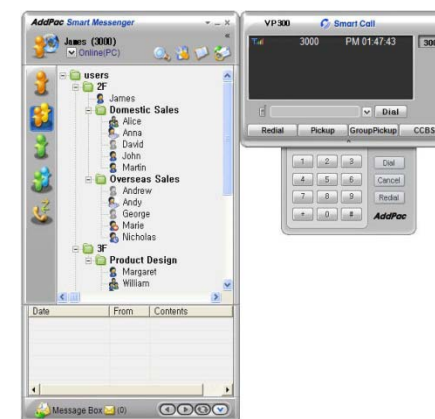 AddPac Smart Messenger
James (3000)
Online(PC)
users
2F
James
Domestic Sales
Alice
Anna
David
John
Martin
Overseas Sales
Andrew
Andy
George
Marie
Nicholas
3F
Product Design
Margaret
William
Date From Contents
Message Box (0)
VP300 Smart Call
3000 PM 01:47:43 300
Dial
Redial Pickup GroupPickup CCBS
1 2 3 Dial
4 5 6 Cancel
7 8 9 Redial
* 0 # AddPac